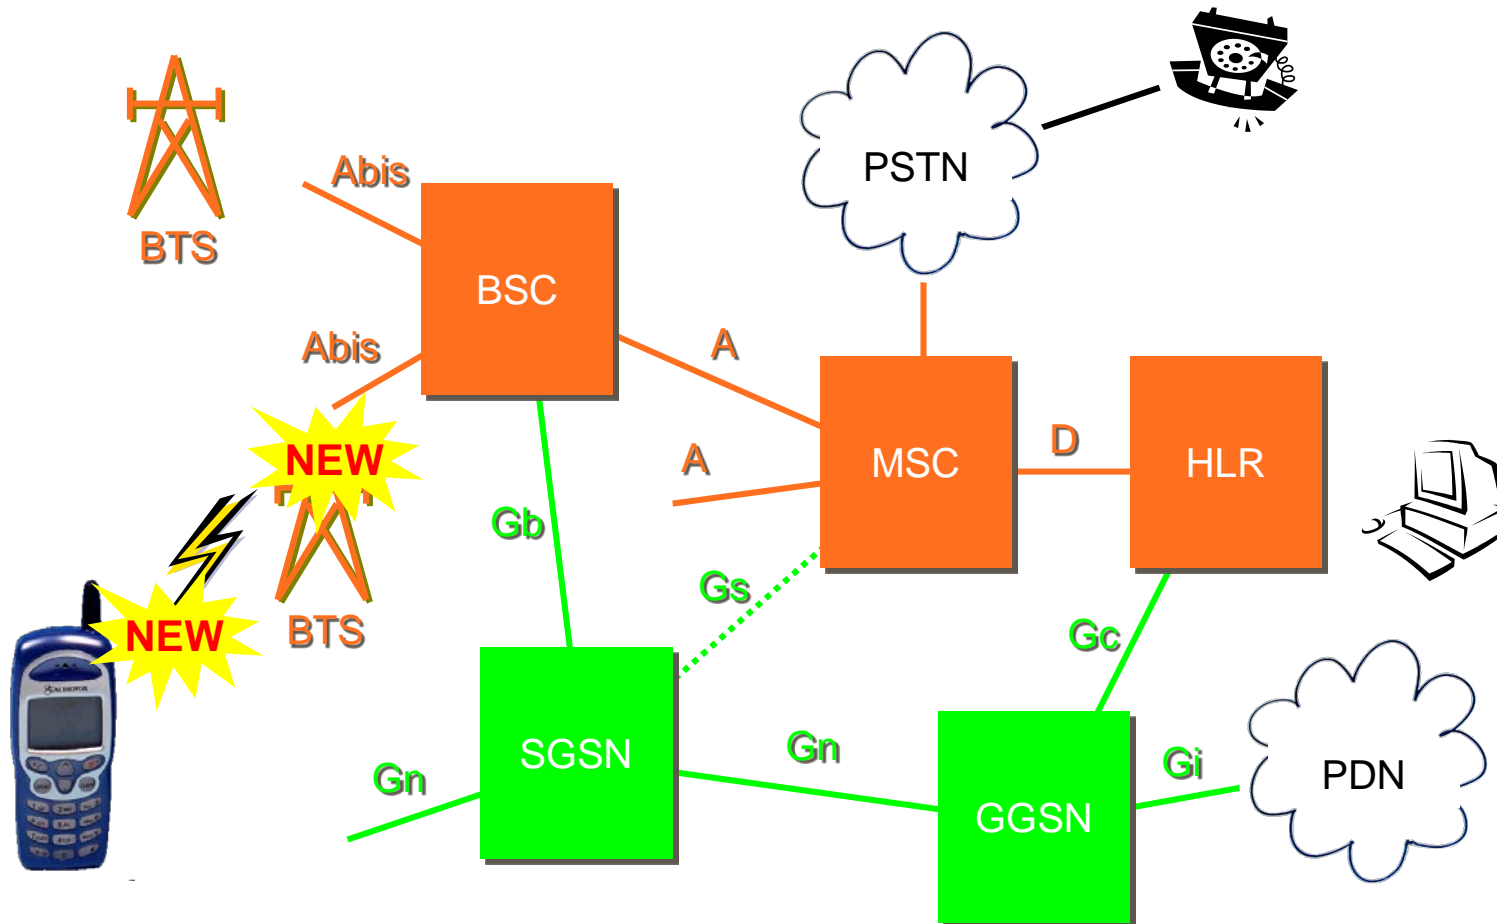 PSTN
Abis
BTS
BSC
Abis
A
NEW
MSC
D
HLR
A
Gb
Gs
NEW
BTS
Gc
AUDIOVOX
SGSN
Gn
Gn
Gi
PDN
GGSN